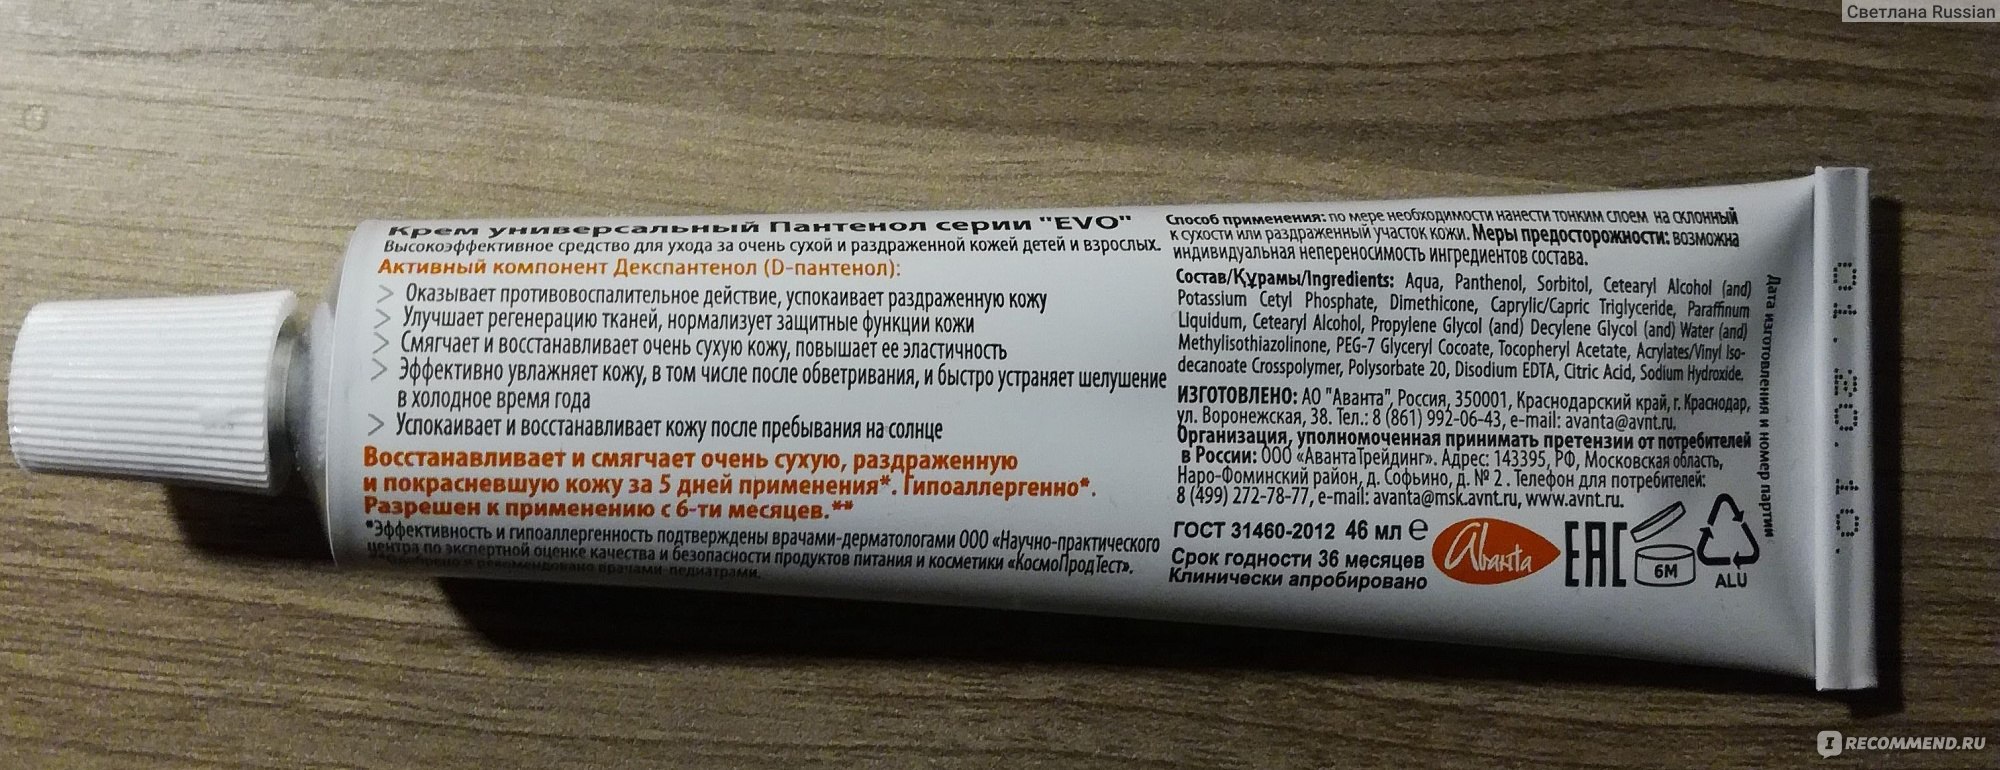 Светлана Russian
Крем универсальный Пантенол серии "EVO"
Высокоэффективное средство для ухода за очень сухой и раздраженной кожей детей и взрослых.
Активный компонент Декспантенол (D-пантенол):
> Оказывает противовоспалительное действие, успокаивает раздраженную кожу
> Улучшает регенерацию тканей, нормализует защитные функции кожи
> Смягчает и восстанавливает очень сухую кожу, повышает ее эластичность
> Эффективно увлажняет кожу, в том числе после обветривания, и быстро устраняет шелушение
в холодное время года
> Успокаивает и восстанавливает кожу после пребывания на солнце
Восстанавливает и смягчает очень сухую, раздраженную
и покрасневшую кожу за 5 дней применения*. Гипоаллергенно*.
Разрешен к применению с 6-ти месяцев.**
*Эффективность и гипоаллергенность подтверждены врачами-дерматологами ООО «Научно-практического
центра по экспертной оценке качества и безопасности продуктов питания и косметики «КосмоПродТест».
**Одобрено и рекомендовано врачами-педиатрами.
Способ применения: по мере необходимости нанести тонким слоем на склонный
к сухости или раздраженный участок кожи. Меры предосторожности: возможна
индивидуальная непереносимость ингредиентов состава.
Состав/Құрамы/Ingredients: Aqua, Panthenol, Sorbitol, Cetearyl Alcohol (and)
Potassium Cetyl Phosphate, Dimethicone, Caprylic/Capric Triglyceride, Paraffinum
Liquidum, Cetearyl Alcohol, Propylene Glycol (and) Decylene Glycol (and) Water (and)
Methylisothiazolinone, PEG-7 Glyceryl Cocoate, Tocopheryl Acetate, Acrylates/Vinyl Iso-
decanoate Crosspolymer, Polysorbate 20, Disodium EDTA, Citric Acid, Sodium Hydroxide.
ИЗГОТОВЛЕНО: АО "Аванта", Россия, 350001, Краснодарский край, г. Краснодар,
ул. Воронежская, 38. Тел.: 8 (861) 992-06-43, e-mail: avanta@avnt.ru.
Организация, уполномоченная принимать претензии от потребителей
в России: ООО «АвантаТрейдинг». Адрес: 143395, РФ, Московская область,
Наро-Фоминский район, д. Софьино, д. № 2. Телефон для потребителей:
8 (499) 272-78-77, e-mail: avanta@msk.avnt.ru, www.avnt.ru.
ГОСТ 31460-2012 46 мл ℮
Срок годности 36 месяцев
Клинически апробировано
Avanta
EAC
6М
ALU
Дата изготовления и номер партии
IRECOMMEND.RU